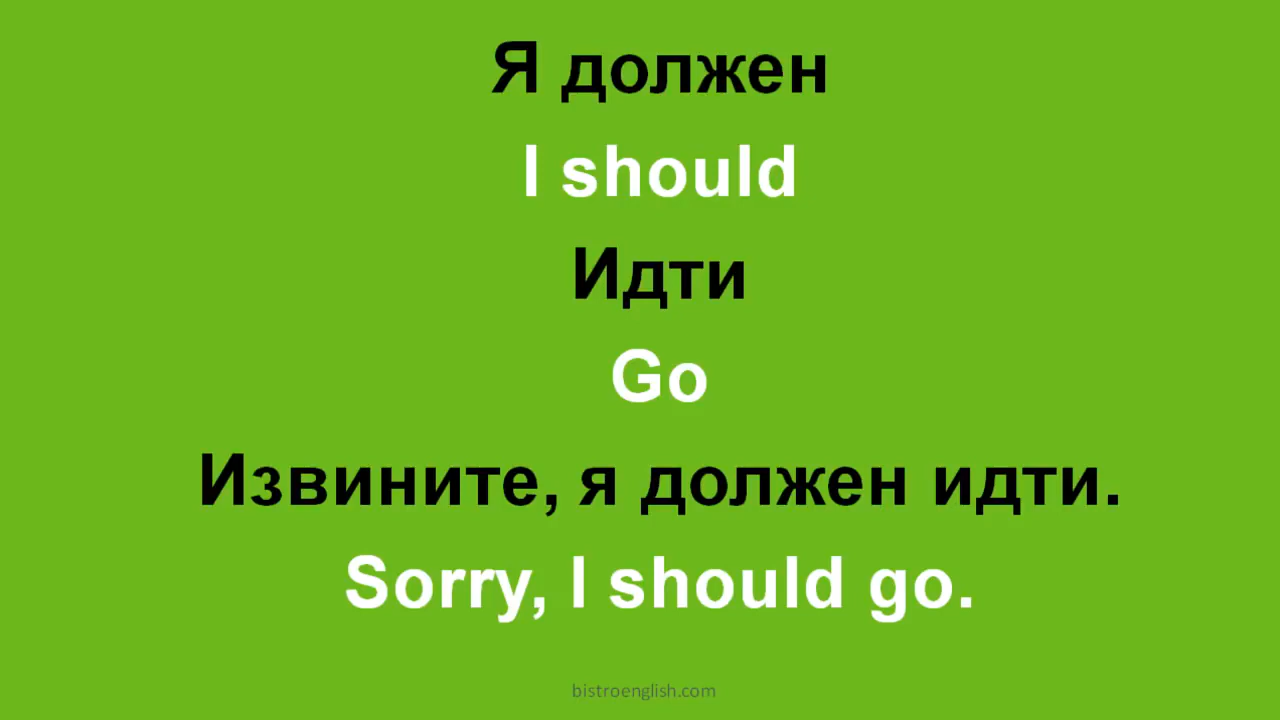 Я должен
I should
Идти
Go
Извините, я должен идти.
Sorry, I should go.
bistroenglish.com